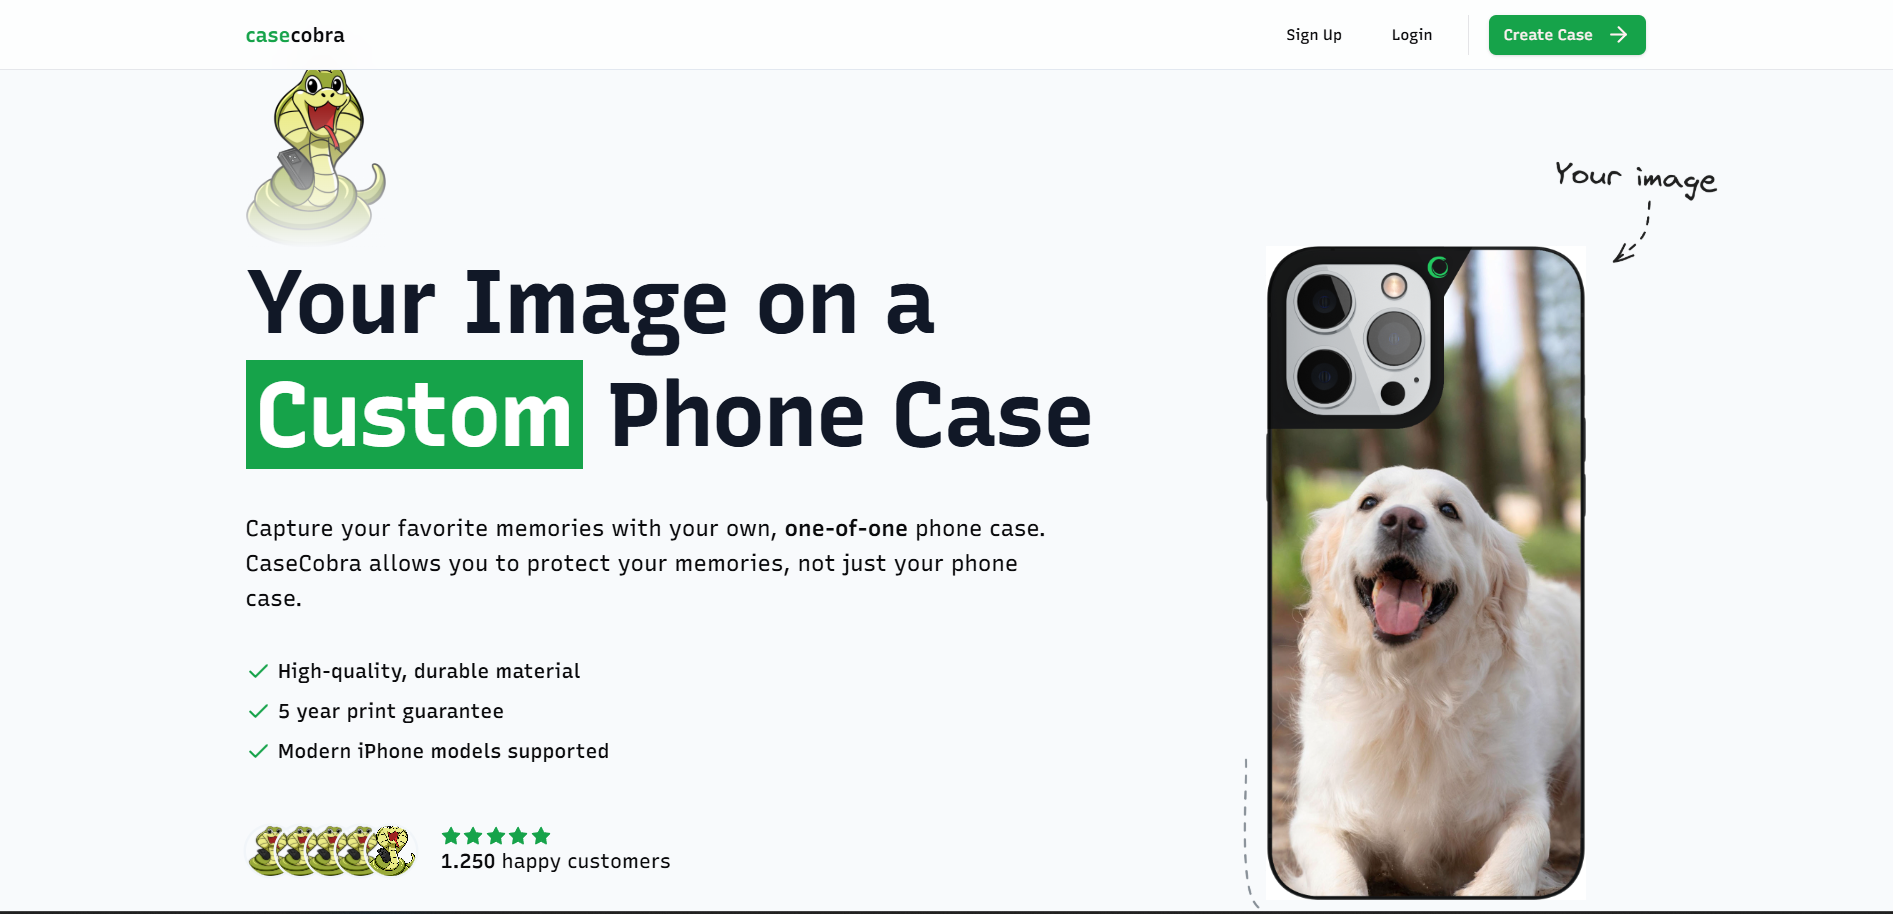 casecobra
Sign Up
Login
Create Case
Your image
Your Image on a
Custom Phone Case
Capture your favorite memories with your own, one-of-one phone case.
CaseCobra allows you to protect your memories, not just your phone
case.
High-quality, durable material
5 year print guarantee
Modern iPhone models supported
1.250 happy customers